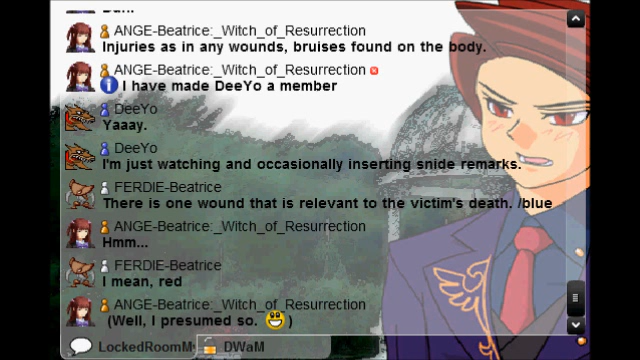 ANGE-Beatrice:_Witch_of_Resurrection
Injuries as in any wounds, bruises found on the body.
ANGE-Beatrice:_Witch_of_Resurrection
I have made DeeYo a member
DeeYo
Yaaay.
DeeYo
I'm just watching and occasionally inserting snide remarks.
FERDIE-Beatrice
There is one wound that is relevant to the victim's death. /blue
ANGE-Beatrice:_Witch_of_Resurrection
Hmm...
FERDIE-Beatrice
I mean, red
ANGE-Beatrice:_Witch_of_Resurrection
(Well, I presumed so. )
LockedRoomM
DWaM